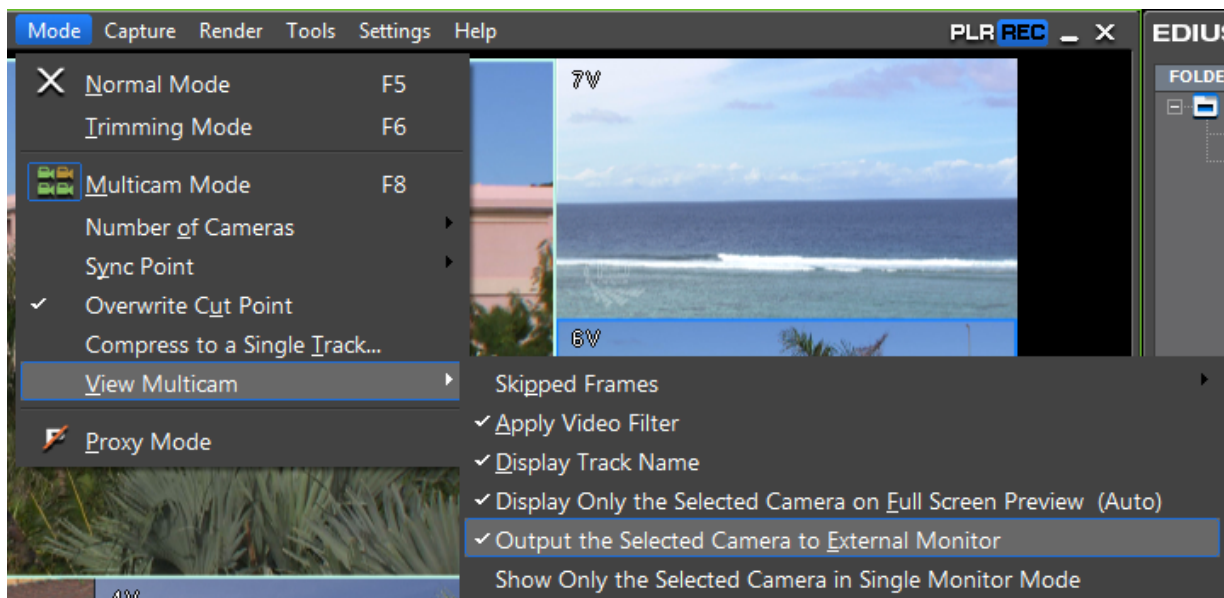 Mode Capture Render Tools Settings Help PLR REC EDIUS
FOLDE
7V
Normal Mode F5
Trimming Mode F6
Multicam Mode F8
Number of Cameras
Sync Point
Overwrite Cut Point
6V
Compress to a Single Track...
View Multicam
Skipped Frames
Apply Video Filter
Proxy Mode
Display Track Name
Display Only the Selected Camera on Full Screen Preview (Auto)
Output the Selected Camera to External Monitor
Show Only the Selected Camera in Single Monitor Mode
4V